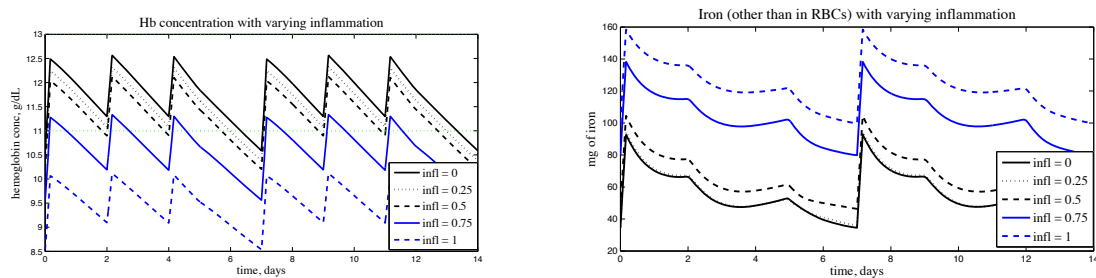 Hb concentration with varying inflammation
13
12.5
12
11.5
11
10.5
10
9.5
9
8.5
hemoglobin conc, g/dL
0 2 4 6 8 10 12 14
time, days
infl = 0
infl = 0.25
infl = 0.5
infl = 0.75
infl = 1
Iron (other than in RBCs) with varying inflammation
160
140
120
100
80
60
40
20
mg of iron
0 2 4 6 8 10 12 14
time, days
infl = 0
infl = 0.25
infl = 0.5
infl = 0.75
infl = 1